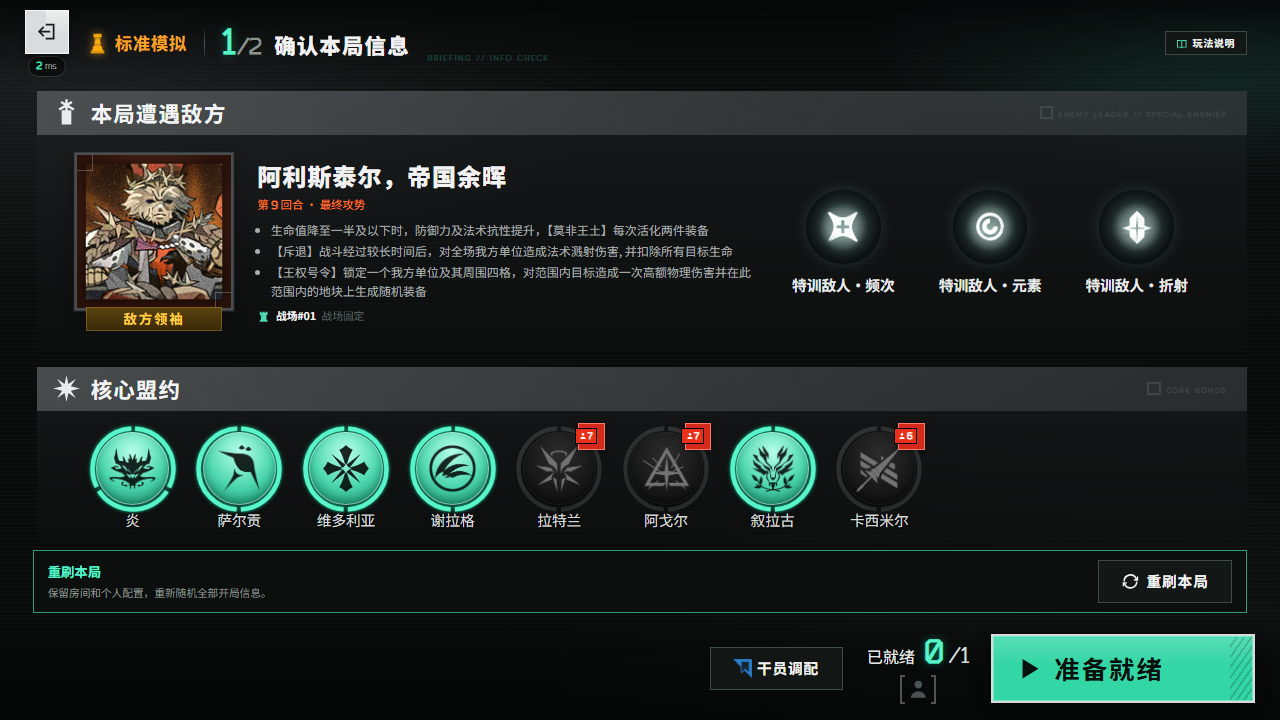 标准模拟
1/2 确认本局信息
BRIEFING // INFO CHECK
玩法说明
2 ms
本局遭遇敌方
ENEMY LEADER // SPECIAL ENEMIES
阿利斯泰尔，帝国余晖
第9回合 · 最终攻势
生命值降至一半及以下时，防御力及法术抗性提升，【莫非王土】每次活化两件装备
【斥退】战斗经过较长时间后，对全场我方单位造成法术溅射伤害, 并扣除所有目标生命
【王权号令】锁定一个我方单位及其周围四格，对范围内目标造成一次高额物理伤害并在此
范围内的地块上生成随机装备
战场#01 战场固定
敌方领袖
特训敌人·频次
特训敌人·元素
特训敌人·折射
核心盟约
CORE BONDS
7
7
6
炎
萨尔贡
维多利亚
谢拉格
拉特兰
阿戈尔
叙拉古
卡西米尔
重刷本局
保留房间和个人配置，重新随机全部开局信息。
重刷本局
干员调配
已就绪 0/1
准备就绪